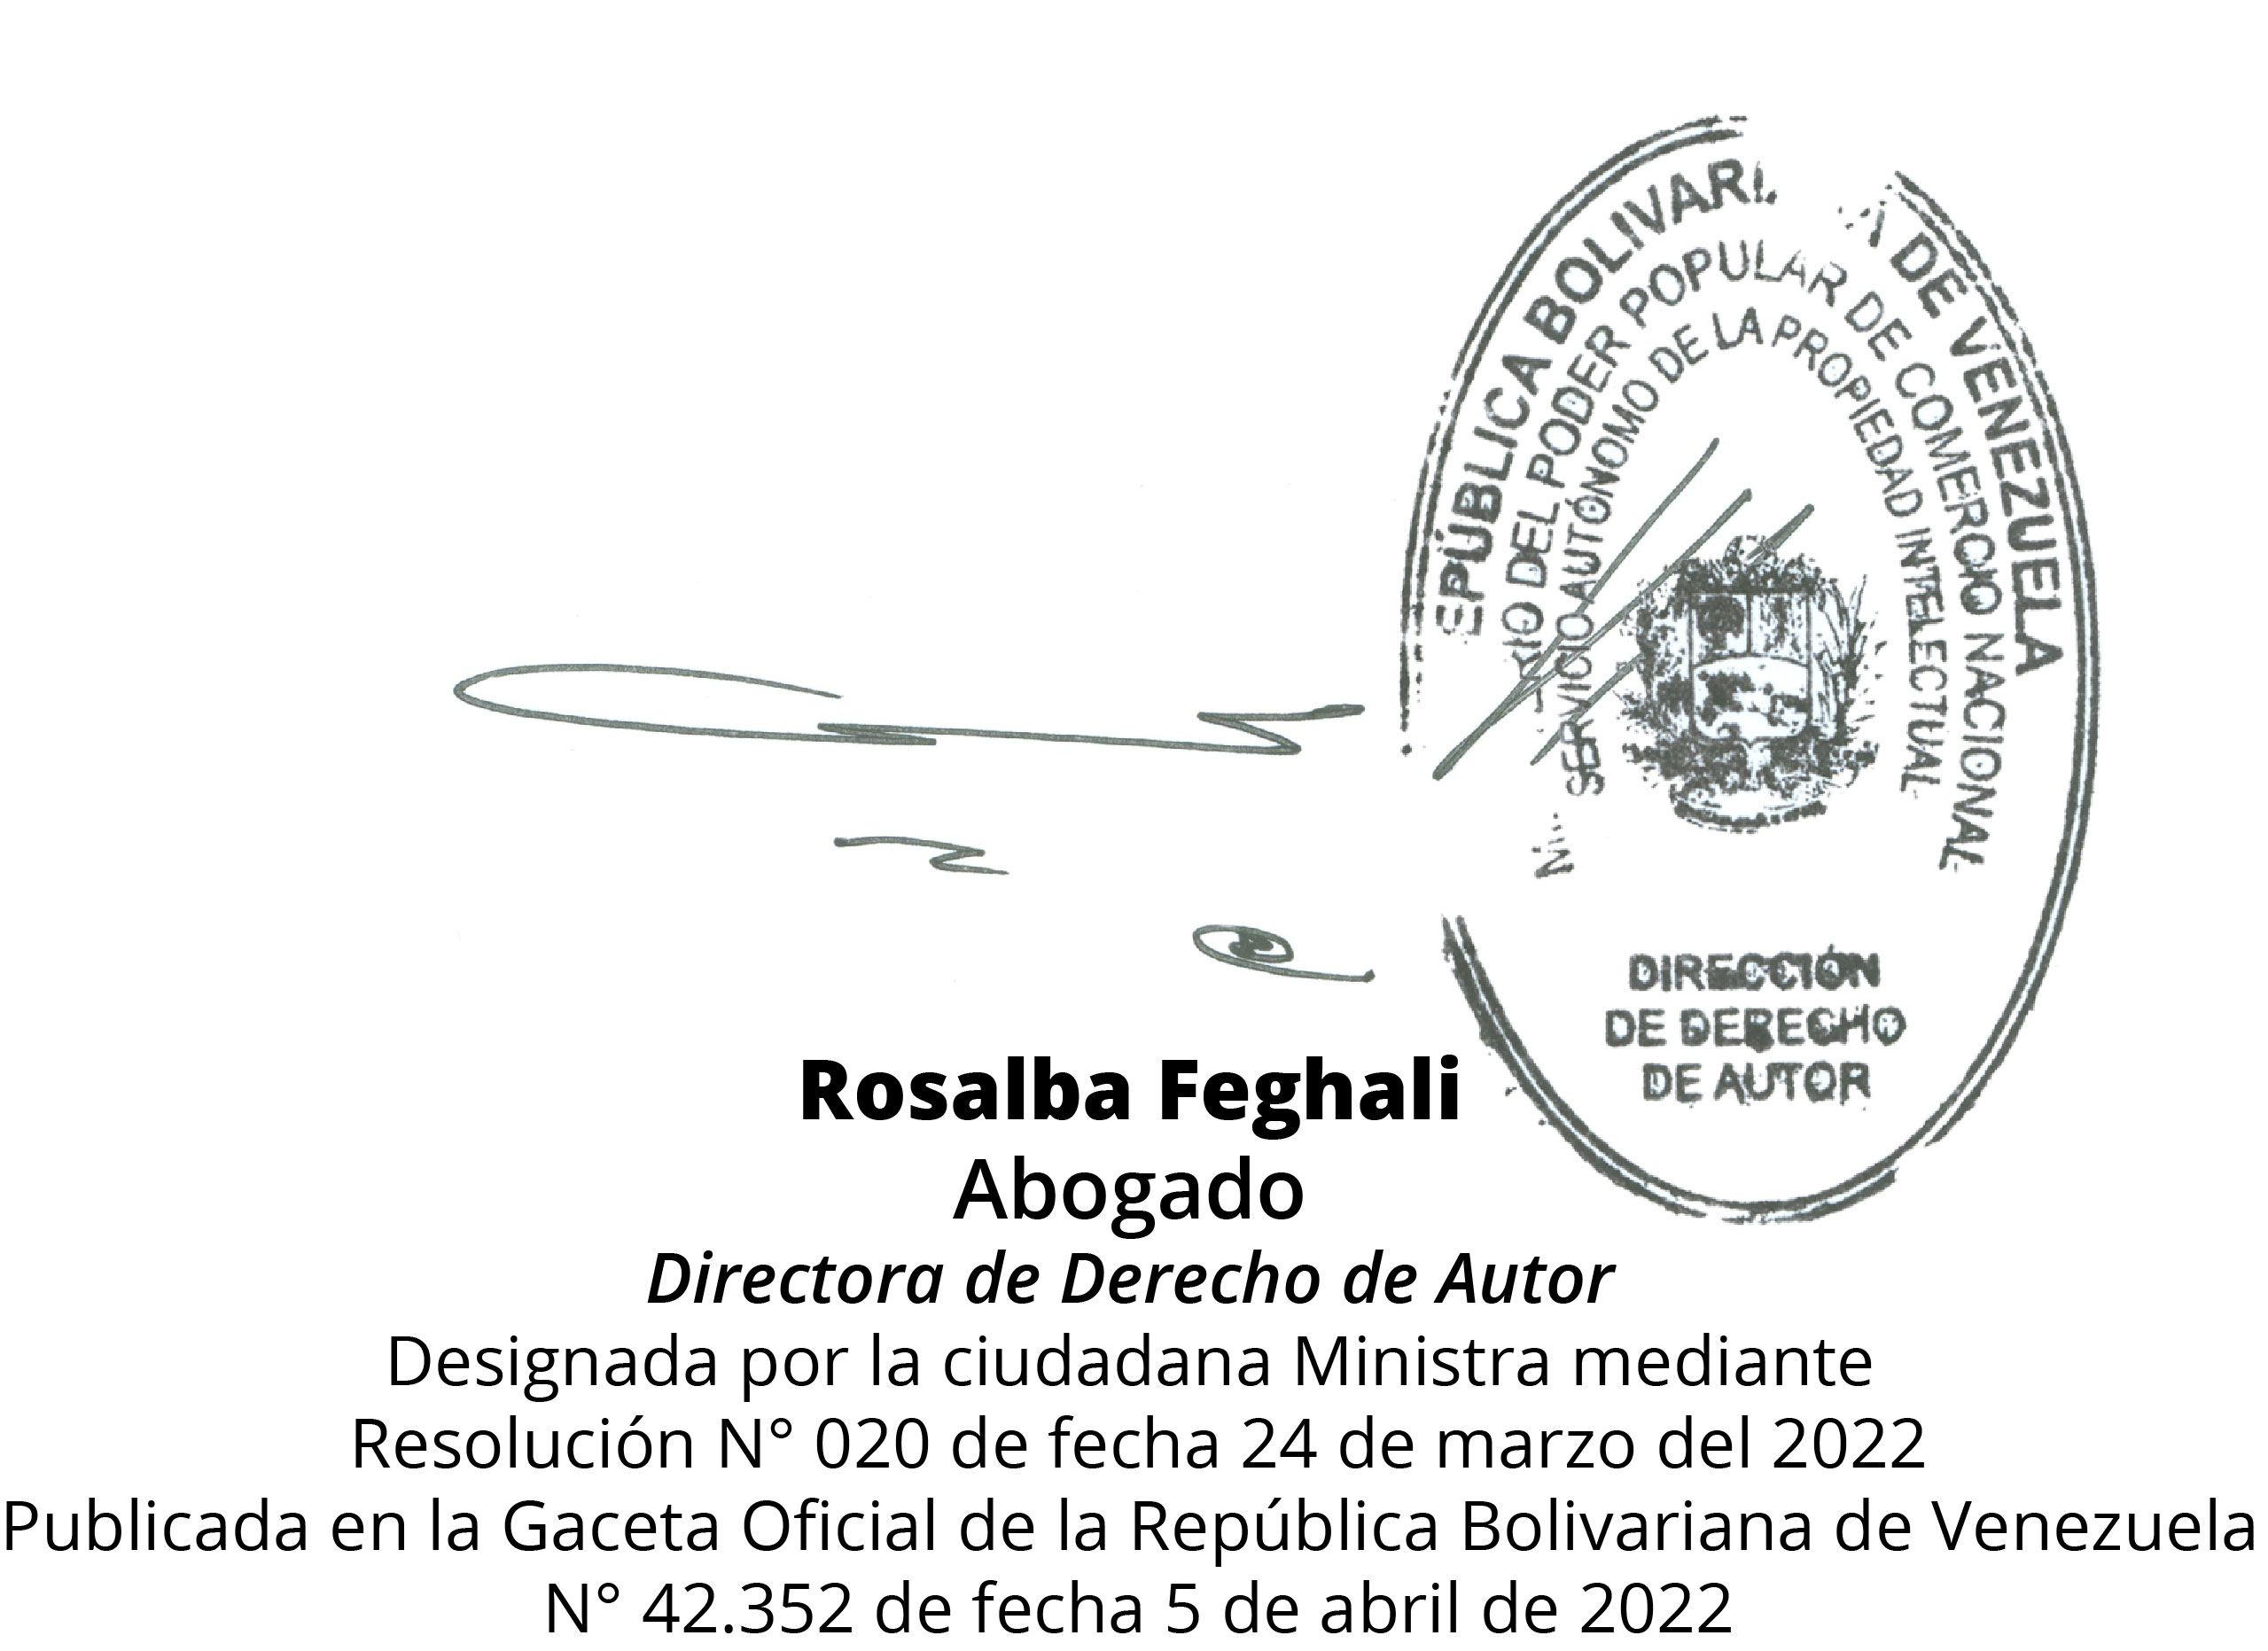 EPÚBLICA BOLIVARI A DE VENEZUELA
RIO DEL PODER POPULAR DE COMERCIO NACIONAL
SERVICIO AUTÓNOMO DE LA PROPIEDAD INTELECTUAL
DIRECCIÓN
DE DERECHO
DE AUTOR
Rosalba Feghali
Abogado
Directora de Derecho de Autor
Designada por la ciudadana Ministra mediante
Resolución N° 020 de fecha 24 de marzo del 2022
Publicada en la Gaceta Oficial de la República Bolivariana de Venezuela
N° 42.352 de fecha 5 de abril de 2022